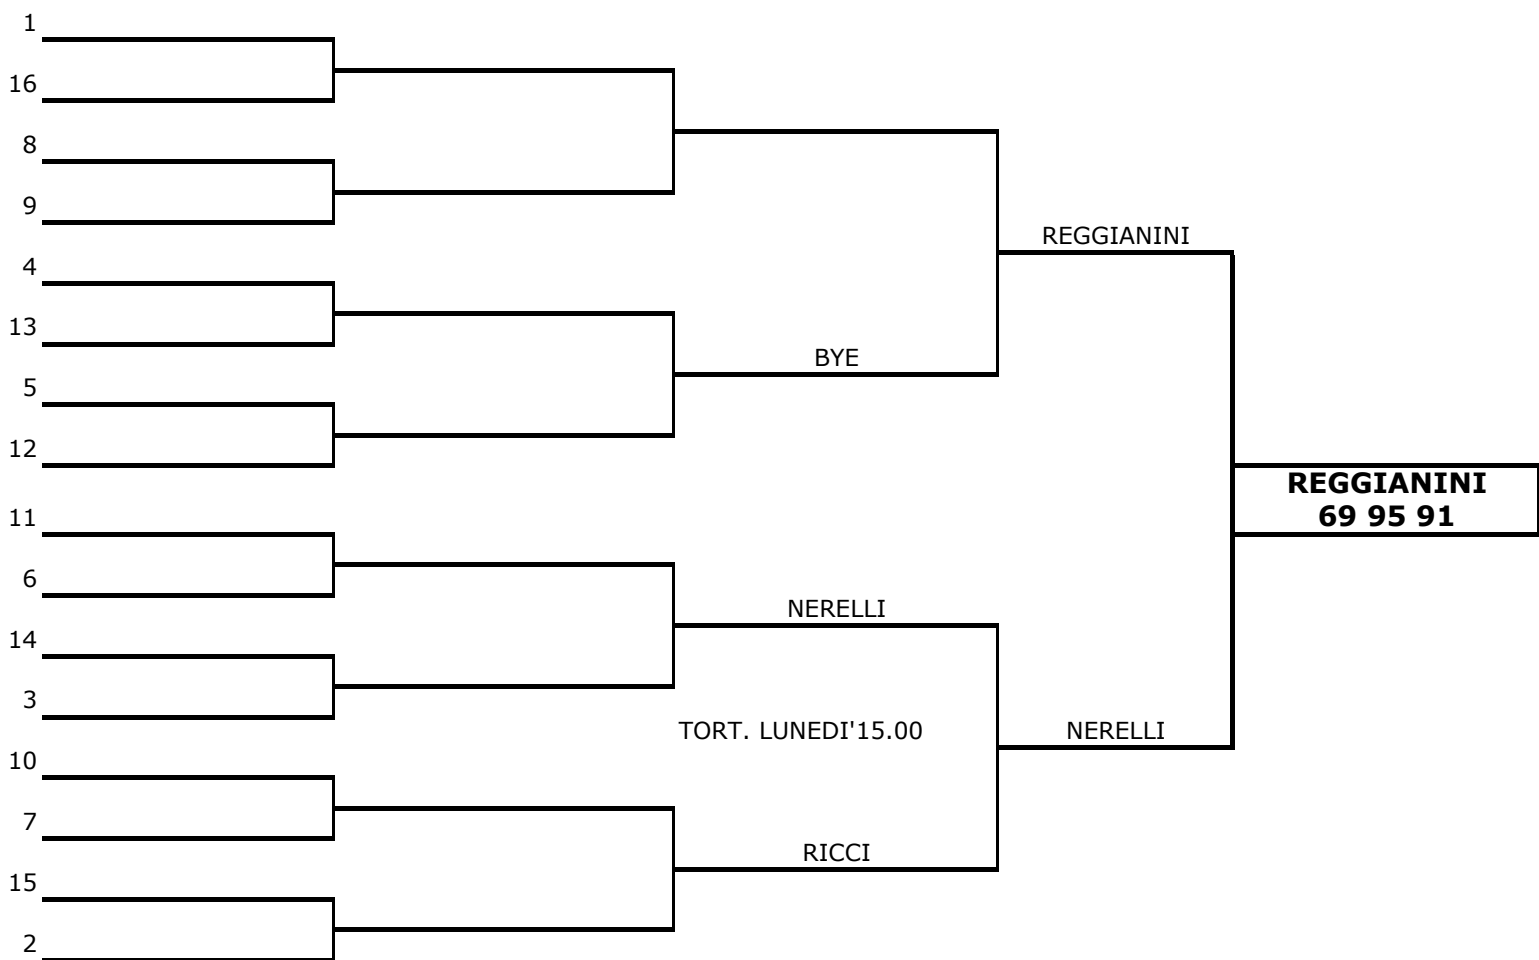 1
16
8
9
REGGIANINI
4
13
BYE
5
12
REGGIANINI
69 95 91
11
6
NERELLI
14
3
TORT. LUNEDI'15.00
NERELLI
10
7
RICCI
15
2